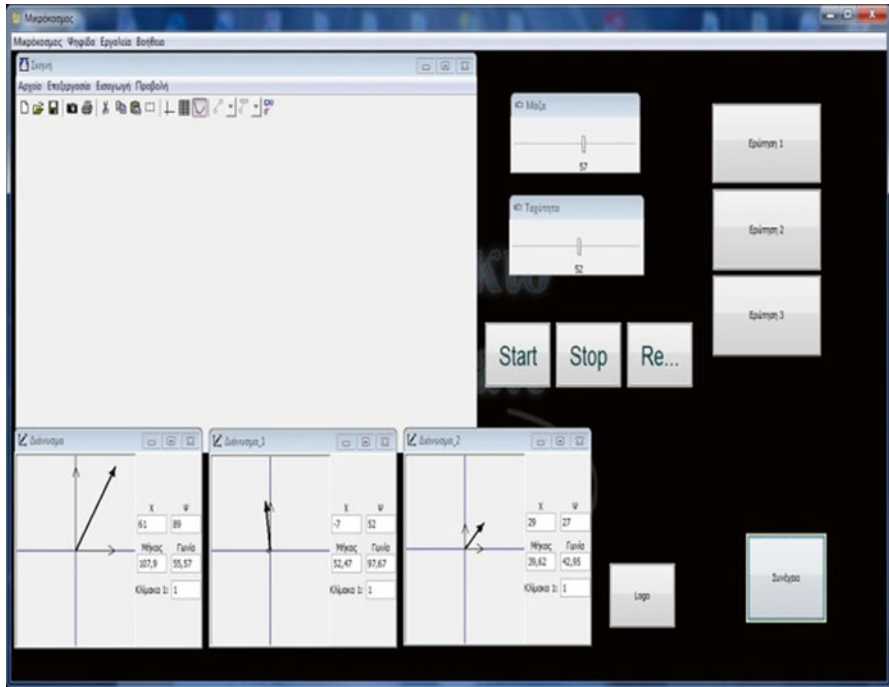 Μικρόκοσμος
Μικρόκοσμος Ψηφίδα Εργαλεία Βοήθεια
Σκηνή
Αρχείο Επεξεργασία Εισαγωγή Προβολή
Μαζα
57
Ταχύτητα
52
Ερώτηση 1
Ερώτηση 2
Ερώτηση 3
Start Stop Re...
Διάνυσμα
X Ψ
61 89
Μήκος Γωνία
107,9 55,57
Κλίμακα 1: 1
Διάνυσμα_1
X Ψ
-7 52
Μήκος Γωνία
52,47 97,67
Κλίμακα 1: 1
Διάνυσμα_2
X Ψ
29 27
Μήκος Γωνία
39,62 42,95
Κλίμακα 1: 1
Logo
Συνέχεια